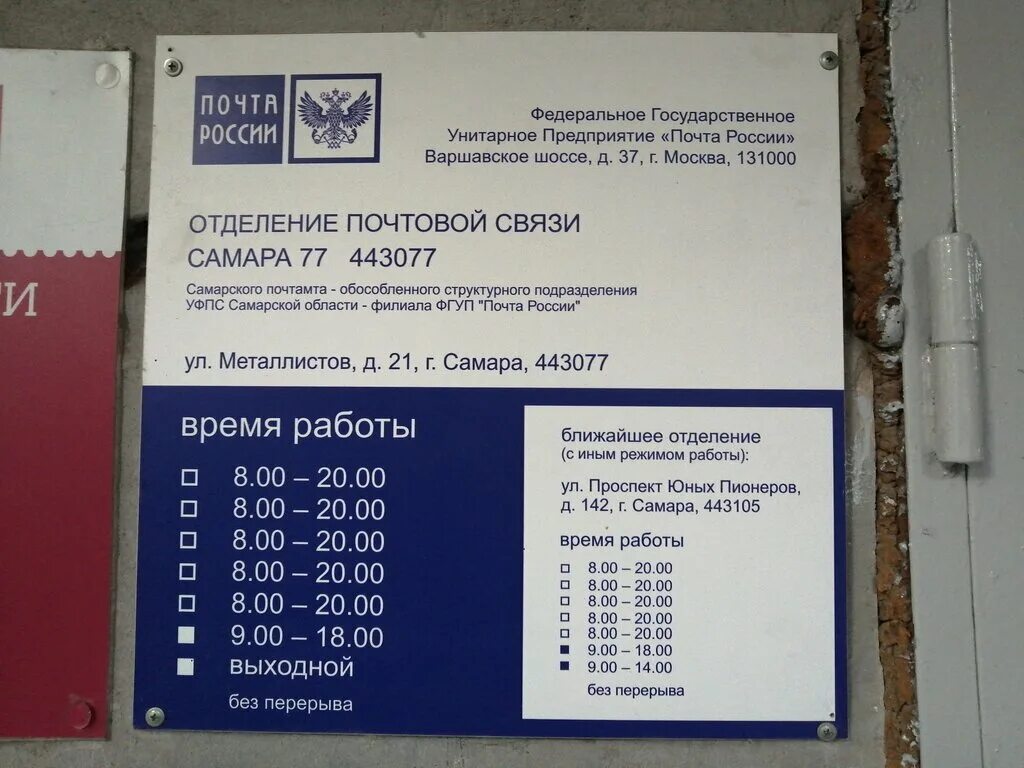 ПОЧТА
РОССИИ
Федеральное Государственное
Унитарное Предприятие «Почта России»
Варшавское шоссе, д. 37, г. Москва, 131000
ОТДЕЛЕНИЕ ПОЧТОВОЙ СВЯЗИ
САМАРА 77 443077
Самарского почтамта - обособленного структурного подразделения
УФПС Самарской области - филиала ФГУП "Почта России"
ул. Металлистов, д. 21, г. Самара, 443077
время работы
8.00 – 20.00
8.00 – 20.00
8.00 – 20.00
8.00 – 20.00
8.00 – 20.00
9.00 – 18.00
выходной
без перерыва
ближайшее отделение
(с иным режимом работы):
ул. Проспект Юных Пионеров,
д. 142, г. Самара, 443105
время работы
8.00 – 20.00
8.00 – 20.00
8.00 – 20.00
8.00 – 20.00
8.00 – 20.00
9.00 – 18.00
9.00 – 14.00
без перерыва